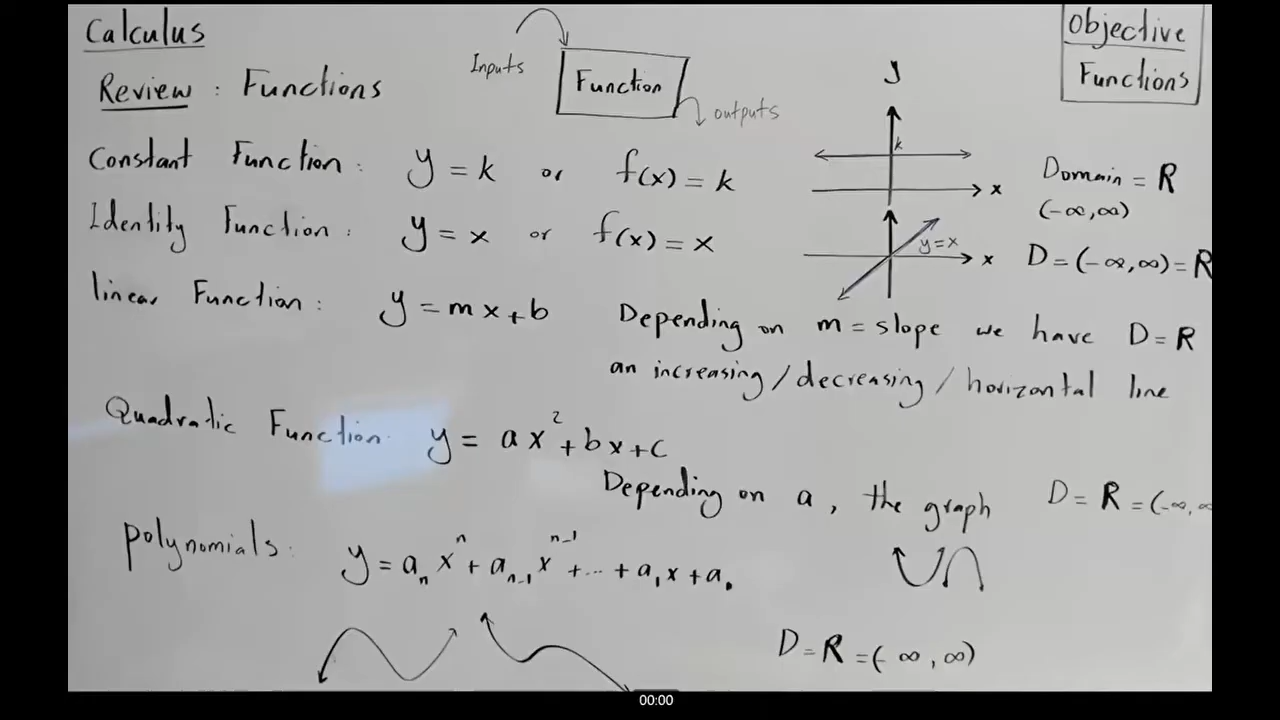 Calculus
Objective
Functions
Review : Functions
Inputs
Function
outputs
y
k
x
Constant Function : y = k or f(x) = k
Domain = R
(-∞,∞)
Identity Function : y = x or f(x) = x
y=x
x
D = (-∞,∞) = R
linear Function : y = mx+b
Depending on m = slope we have D = R
an increasing/decreasing/horizontal line
Quadratic Function: y = ax²+bx+c
Depending on a, the graph
D = R = (-∞, ∞
polynomials: y = aₙxⁿ + aₙ₋₁xⁿ⁻¹ + ... + a₁x + a₀
D = R = (-∞,∞)
00:00